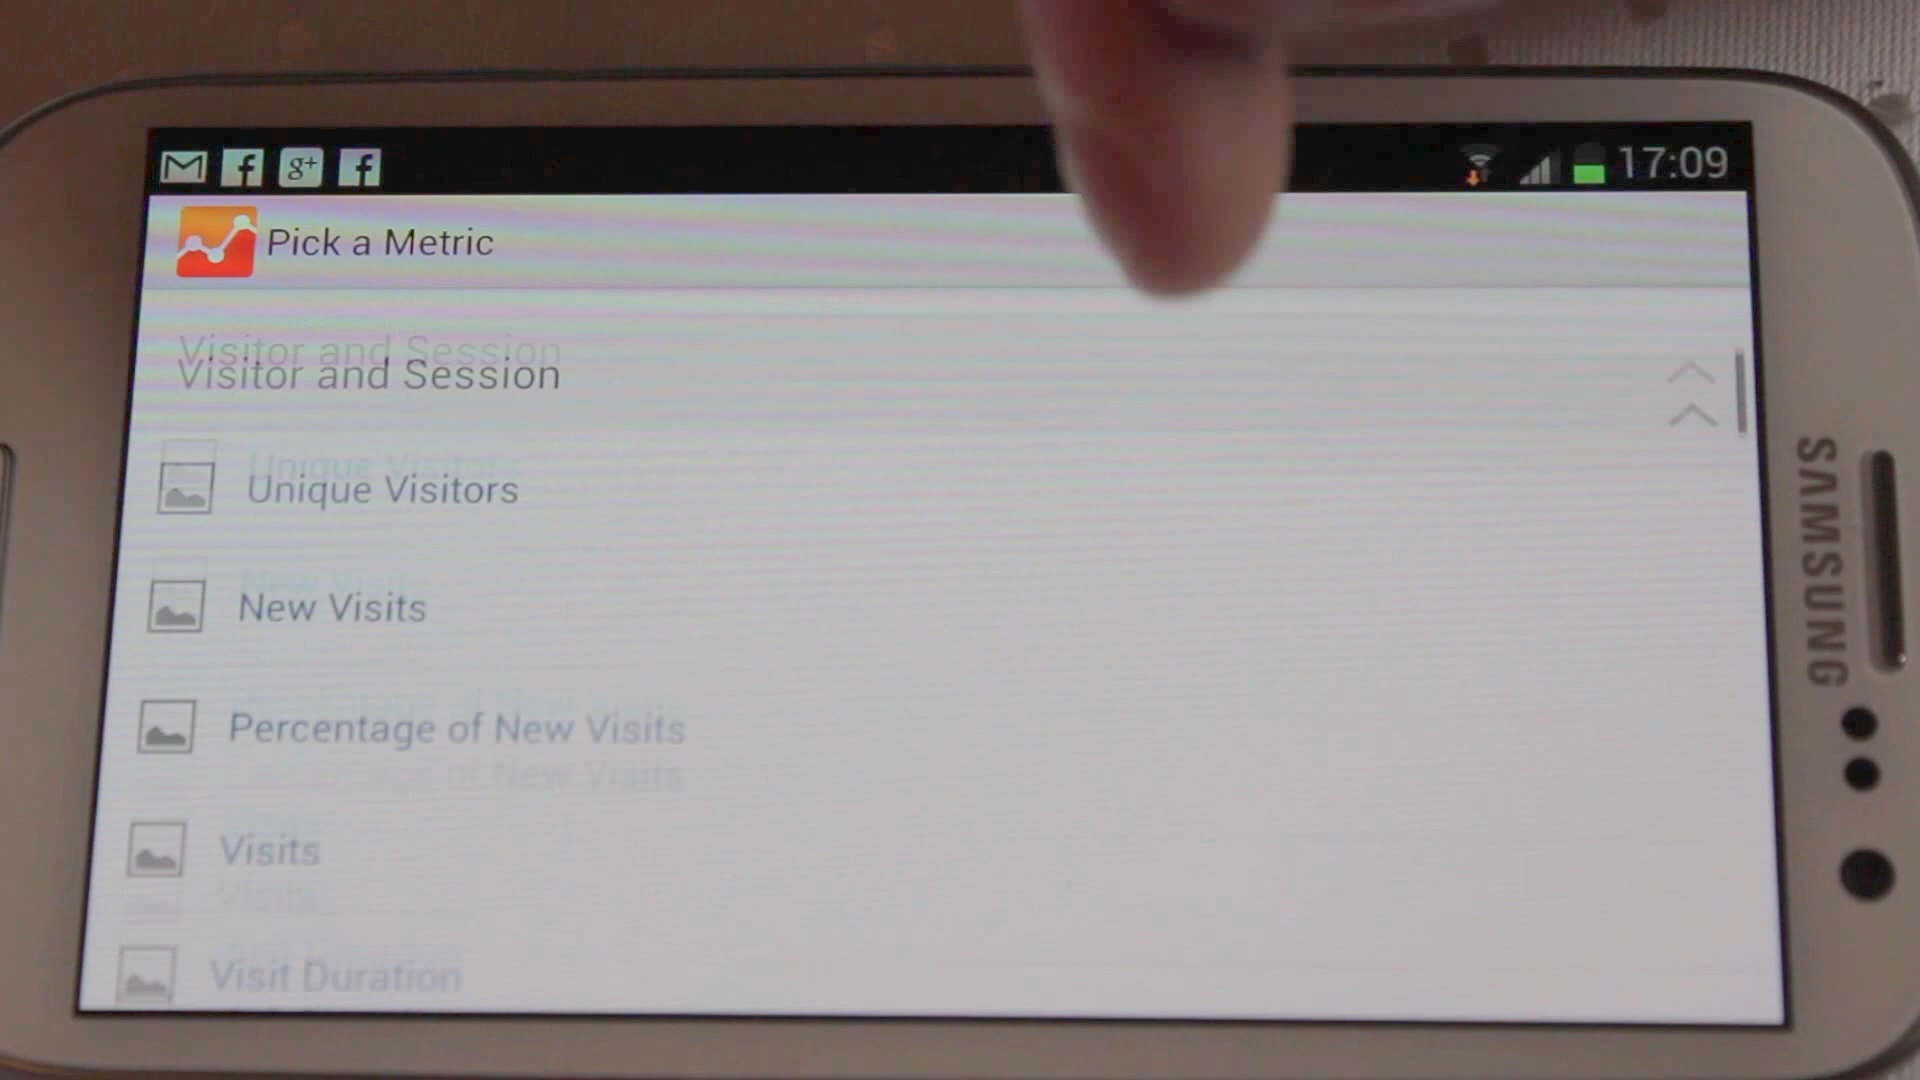 f g+ f 17:09
Pick a Metric
Visitor and Session
Unique Visitors
New Visits
Percentage of New Visits
Visits
Visit Duration
SAMSUNG